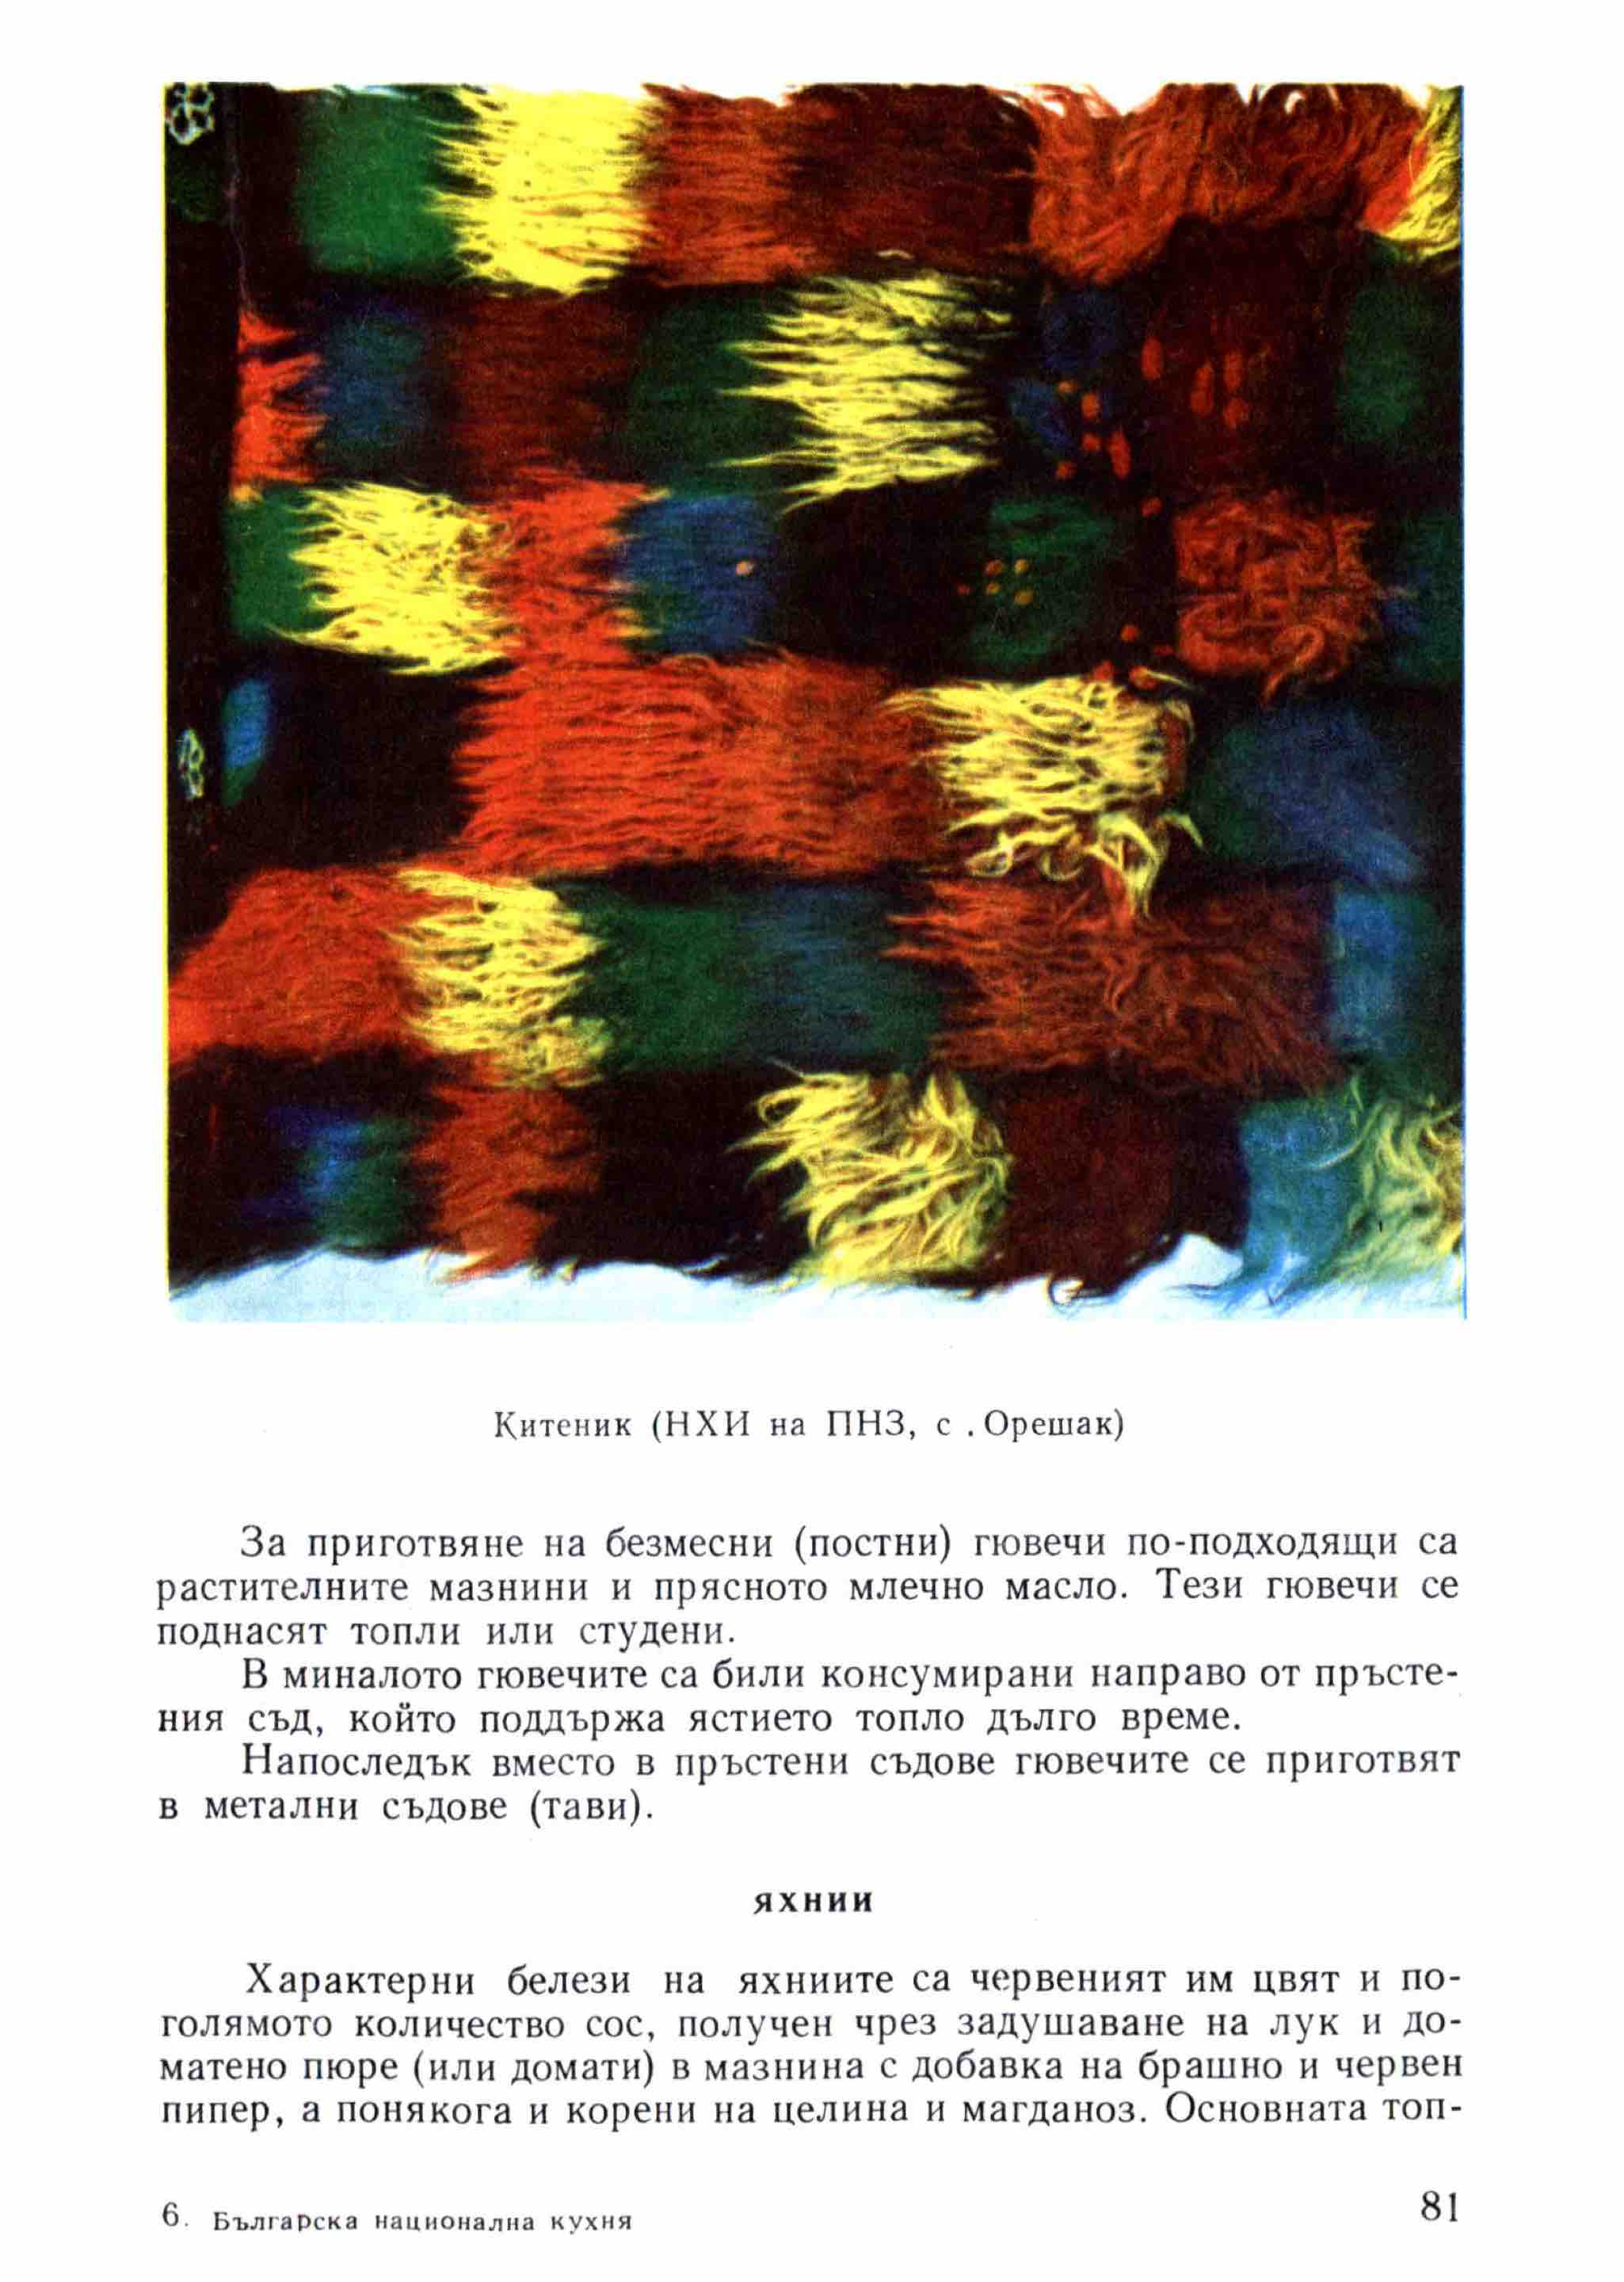 Китеник (НХИ на ПНЗ, с . Орешак)
За приготвяне на безмесни (постни) гювечи по-подходящи са
растителните мазнини и прясното млечно масло. Тези гювечи се
поднасят топли или студени.
В миналото гювечите са били консумирани направо от пръсте-
ния съд, който поддържа ястието топло дълго време.
Напоследък вместо в пръстени съдове гювечите се приготвят
в метални съдове (тави).
яхнии
Характерни белези на яхниите са червеният им цвят и по-
голямото количество сос, получен чрез задушаване на лук и до-
матено пюре (или домати) в мазнина с добавка на брашно и червен
пипер, а понякога и корени на целина и магданоз. Основната топ-
6. Българска национална кухня
81